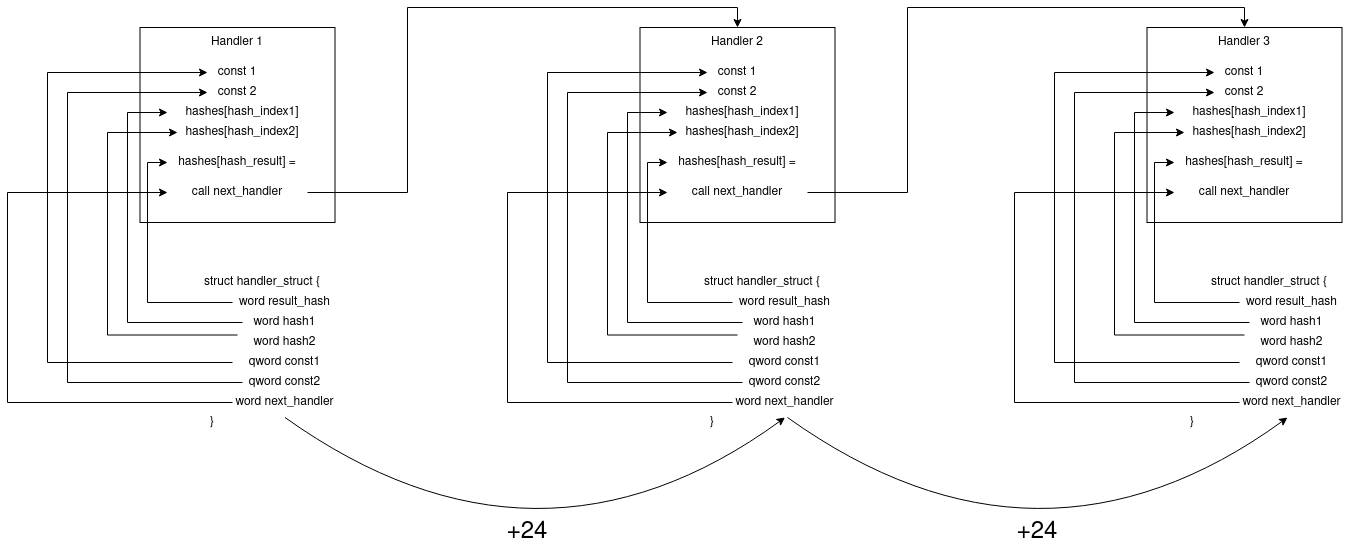 Handler 1
const 1
const 2
hashes[hash_index1]
hashes[hash_index2]
hashes[hash_result] =
call next_handler
struct handler_struct {
word result_hash
word hash1
word hash2
qword const1
qword const2
word next_handler
}
Handler 2
const 1
const 2
hashes[hash_index1]
hashes[hash_index2]
hashes[hash_result] =
call next_handler
struct handler_struct {
word result_hash
word hash1
word hash2
qword const1
qword const2
word next_handler
}
Handler 3
const 1
const 2
hashes[hash_index1]
hashes[hash_index2]
hashes[hash_result] =
call next_handler
struct handler_struct {
word result_hash
word hash1
word hash2
qword const1
qword const2
word next_handler
}
+24
+24